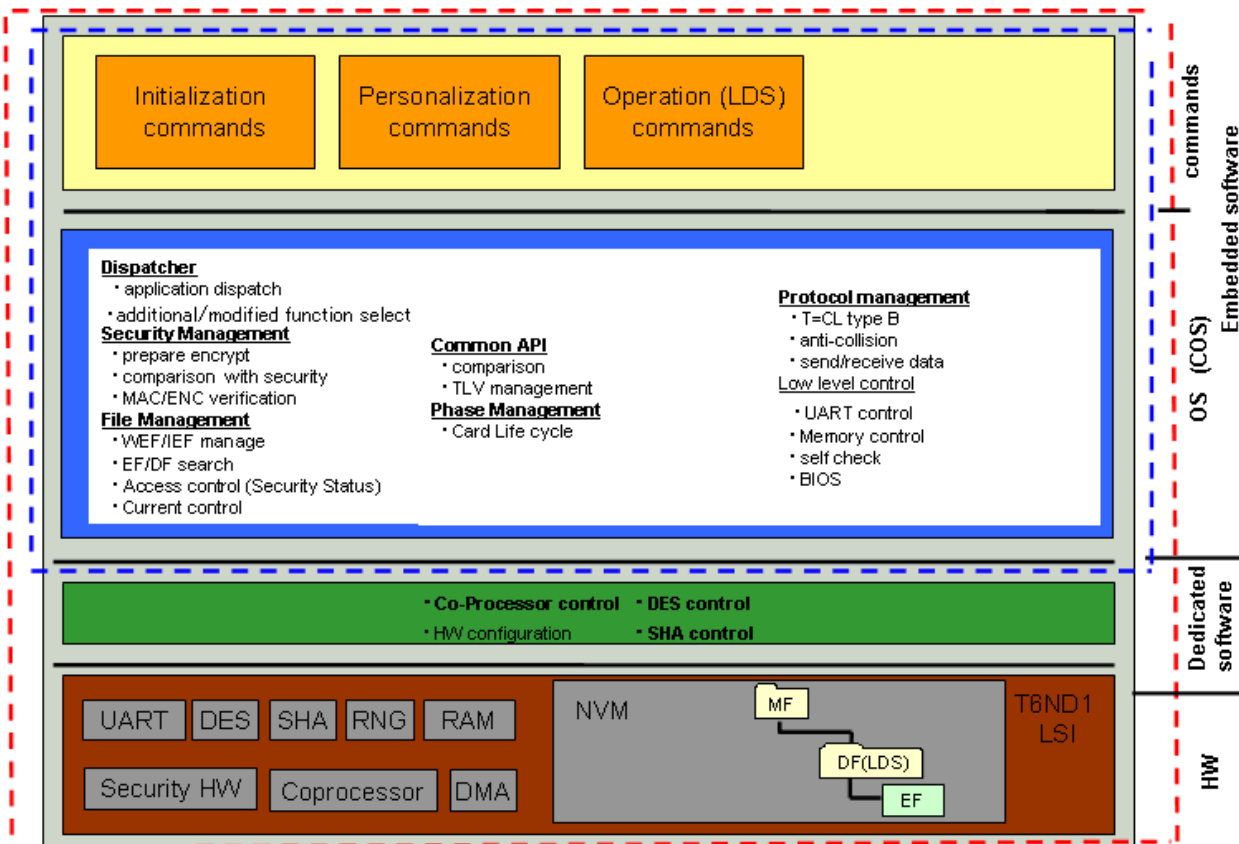 Initialization
commands
Personalization
commands
Operation (LDS)
commands
commands
Embedded software
Dispatcher
・application dispatch
・additional/modified function select
Security Management
・prepare encrypt
・comparison with security
・MAC/ENC verification
File Management
・WEF/IEF manage
・EF/DF search
・Access control (Security Status)
・Current control
Common API
・comparison
・TLV management
Phase Management
・Card Life cycle
Protocol management
・T=CL type B
・anti-collision
・send/receive data
Low level control
・UART control
・Memory control
・self check
・BIOS
OS (COS)
・Co-Processor control ・DES control
・HW configuration ・SHA control
Dedicated
software
UART
DES
SHA
RNG
RAM
Security HW
Coprocessor
DMA
NVM
MF
DF(LDS)
EF
T6ND1
LSI
HW